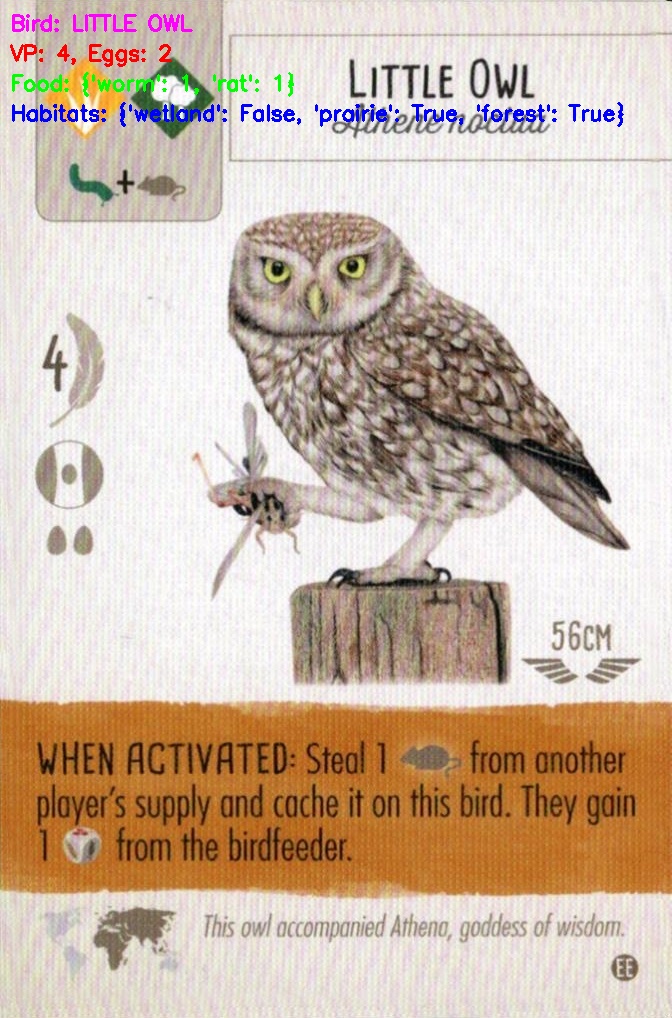 Bird: LITTLE OWL
VP: 4, Eggs: 2
Food: {'worm': 1, 'rat': 1}
Habitats: {'wetland': False, 'prairie': True, 'forest': True}
LITTLE OWL
Athene noctua
+
4
56CM
WHEN ACTIVATED: Steal 1 from another
player's supply and cache it on this bird. They gain
1 from the birdfeeder.
This owl accompanied Athena, goddess of wisdom.
EE